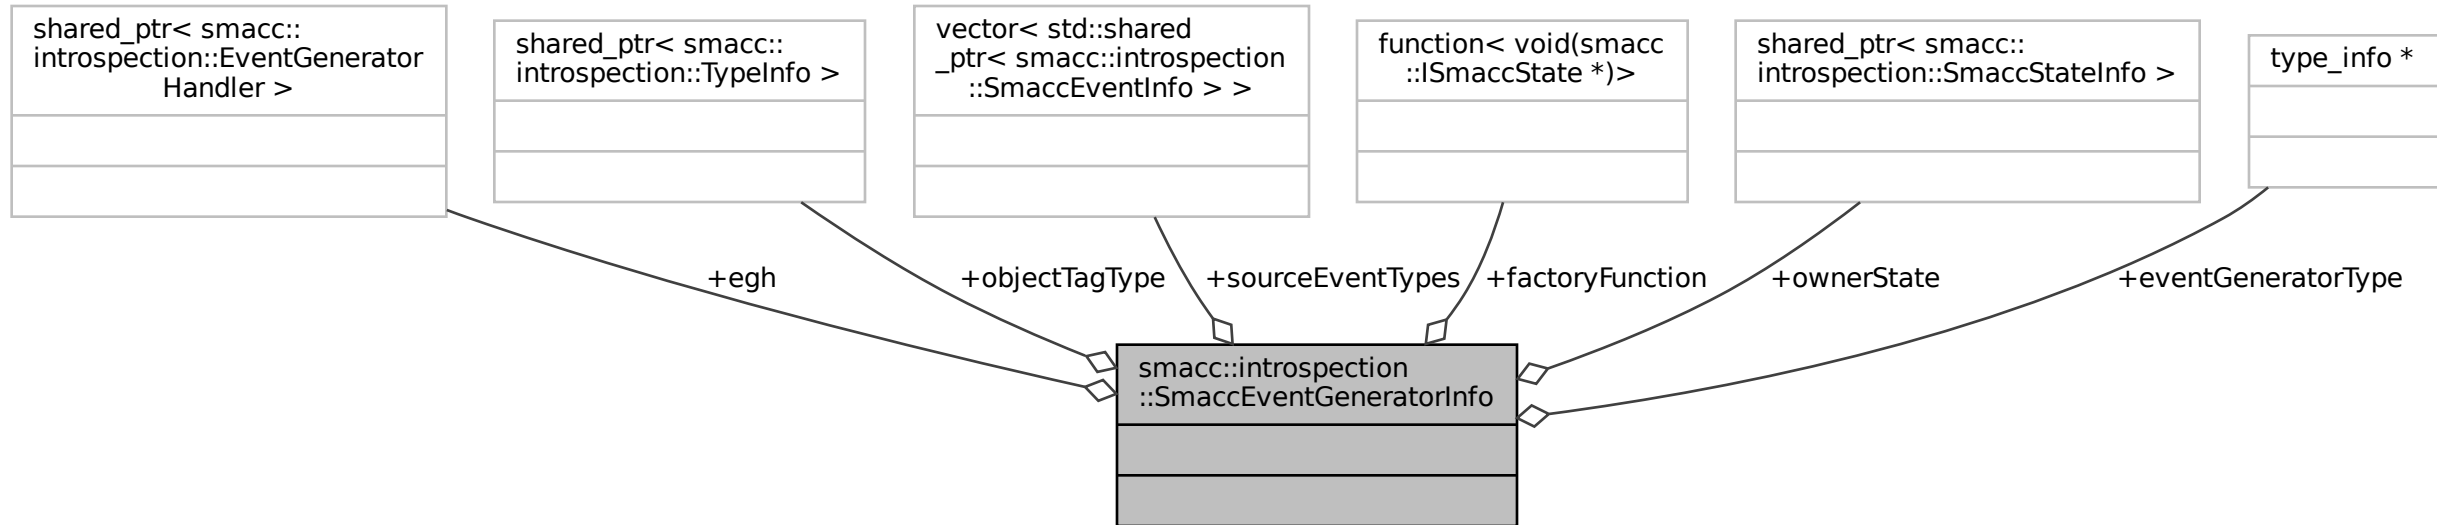 shared_ptr< smacc::
introspection::EventGenerator
Handler >
shared_ptr< smacc::
introspection::TypeInfo >
vector< std::shared
_ptr< smacc::introspection
::SmaccEventInfo > >
function< void(smacc
::ISmaccState *)>
shared_ptr< smacc::
introspection::SmaccStateInfo >
type_info *
+egh
+objectTagType
+sourceEventTypes
+factoryFunction
+ownerState
+eventGeneratorType
smacc::introspection
::SmaccEventGeneratorInfo